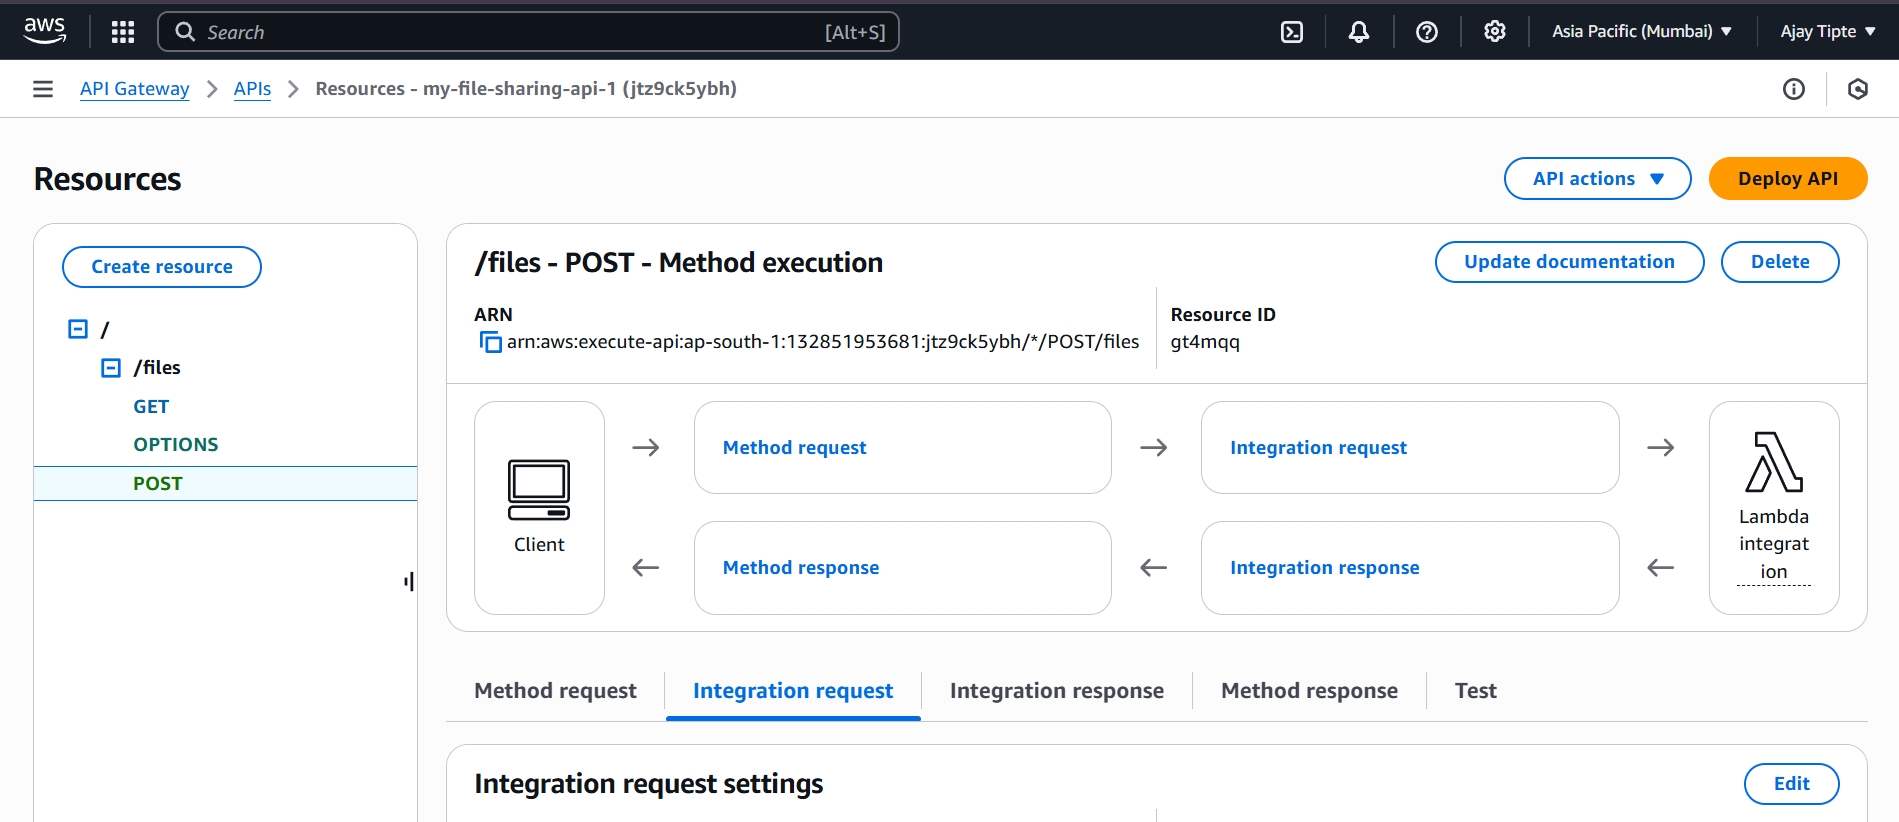 aws
Search [Alt+S]
Asia Pacific (Mumbai)
Ajay Tipte
API Gateway
APIs
Resources - my-file-sharing-api-1 (jtz9ck5ybh)
Resources
API actions
Deploy API
Create resource
/
/files
GET
OPTIONS
POST
/files - POST - Method execution
Update documentation
Delete
ARN
arn:aws:execute-api:ap-south-1:132851953681:jtz9ck5ybh/*/POST/files
Resource ID
gt4mqq
Client
Method request
Integration request
Method response
Integration response
Lambda
integrat
ion
Method request
Integration request
Integration response
Method response
Test
Integration request settings
Edit